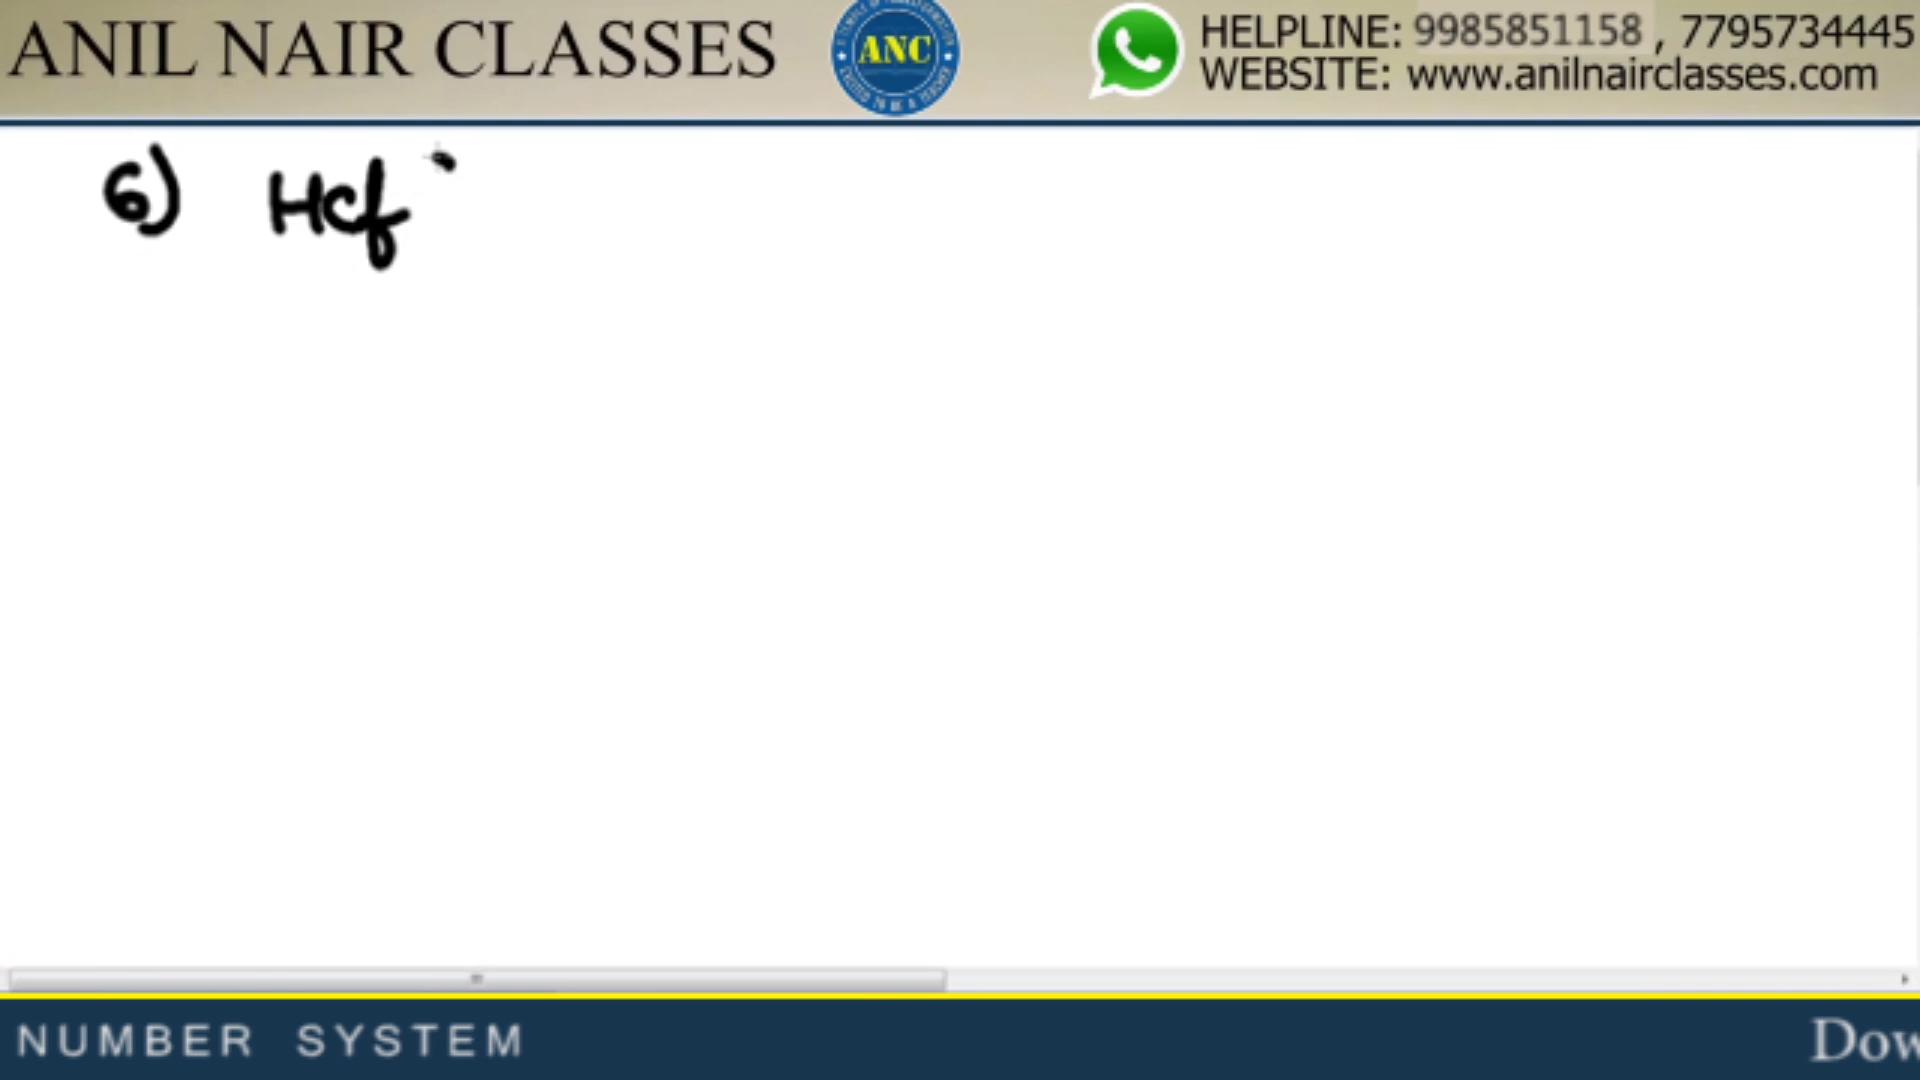 ANIL NAIR CLASSES
ANC
HELPLINE: 9985851158 , 7795734445
WEBSITE: www.anilnairclasses.com
6) Hcf
NUMBER SYSTEM
Dow